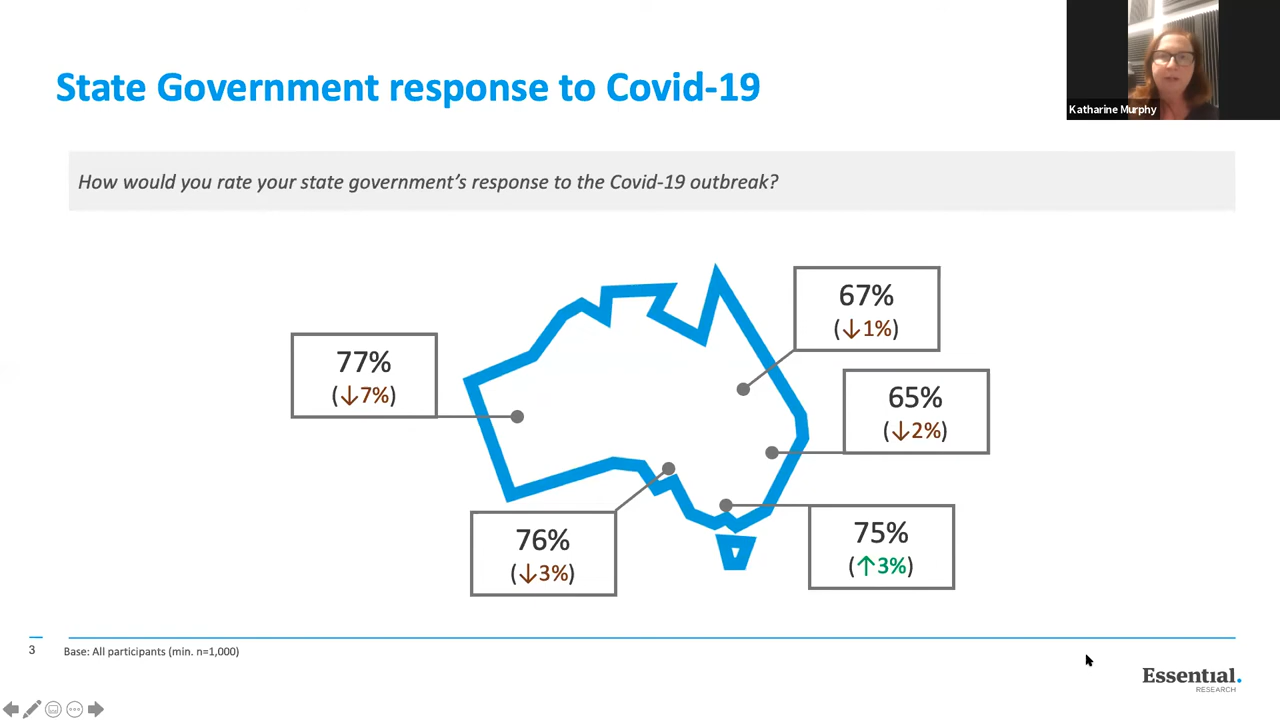 State Government response to Covid-19
Katharine Murphy
How would you rate your state government's response to the Covid-19 outbreak?
67%
(↓1%)
77%
(↓7%)
65%
(↓2%)
76%
(↓3%)
75%
(↑3%)
3
Base: All participants (min. n=1,000)
Essential.
RESEARCH